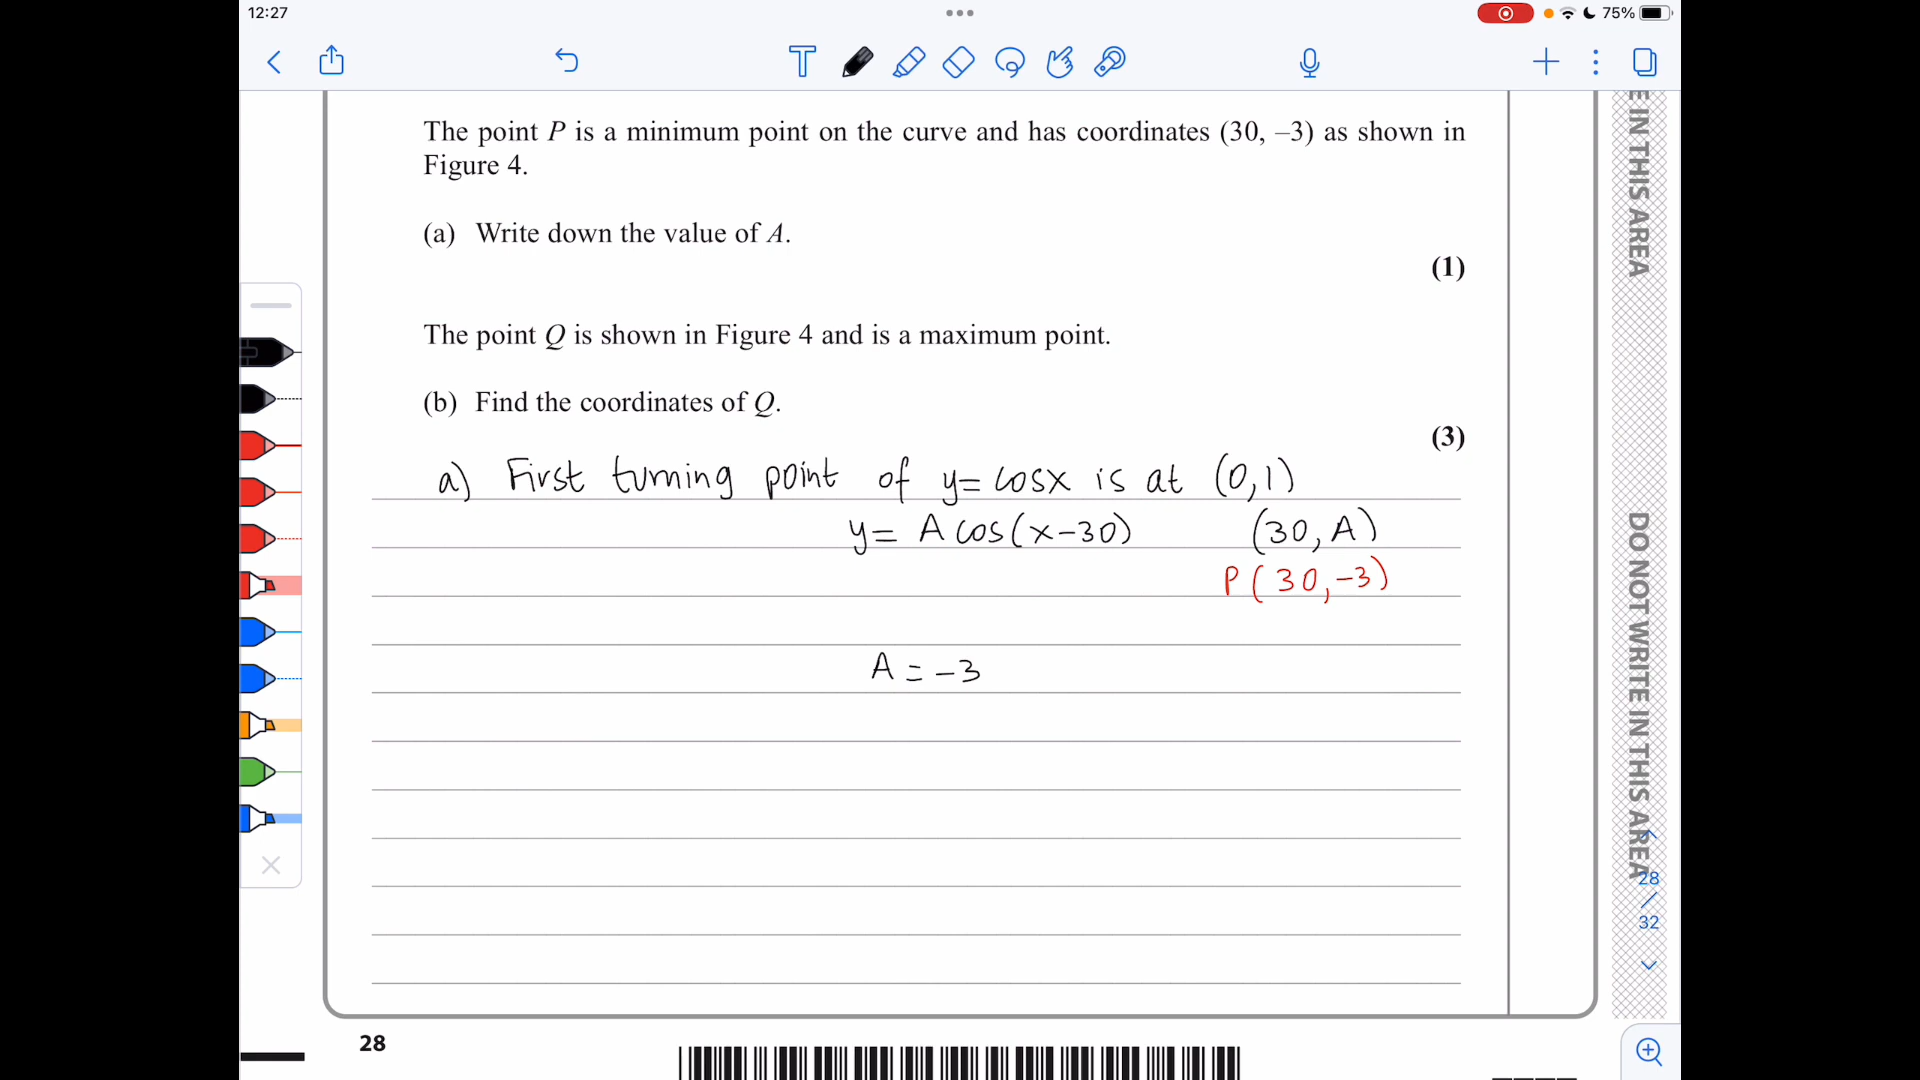 12:27
75%
The point P is a minimum point on the curve and has coordinates (30, –3) as shown in
Figure 4.
(a) Write down the value of A.
(1)
The point Q is shown in Figure 4 and is a maximum point.
(b) Find the coordinates of Q.
(3)
a) First turning point of y=cosx is at (0,1)
y= A cos(x-30) (30, A)
P(30,-3)
A = -3
28
E IN THIS AREA
DO NOT WRITE IN THIS AREA
28
/
32